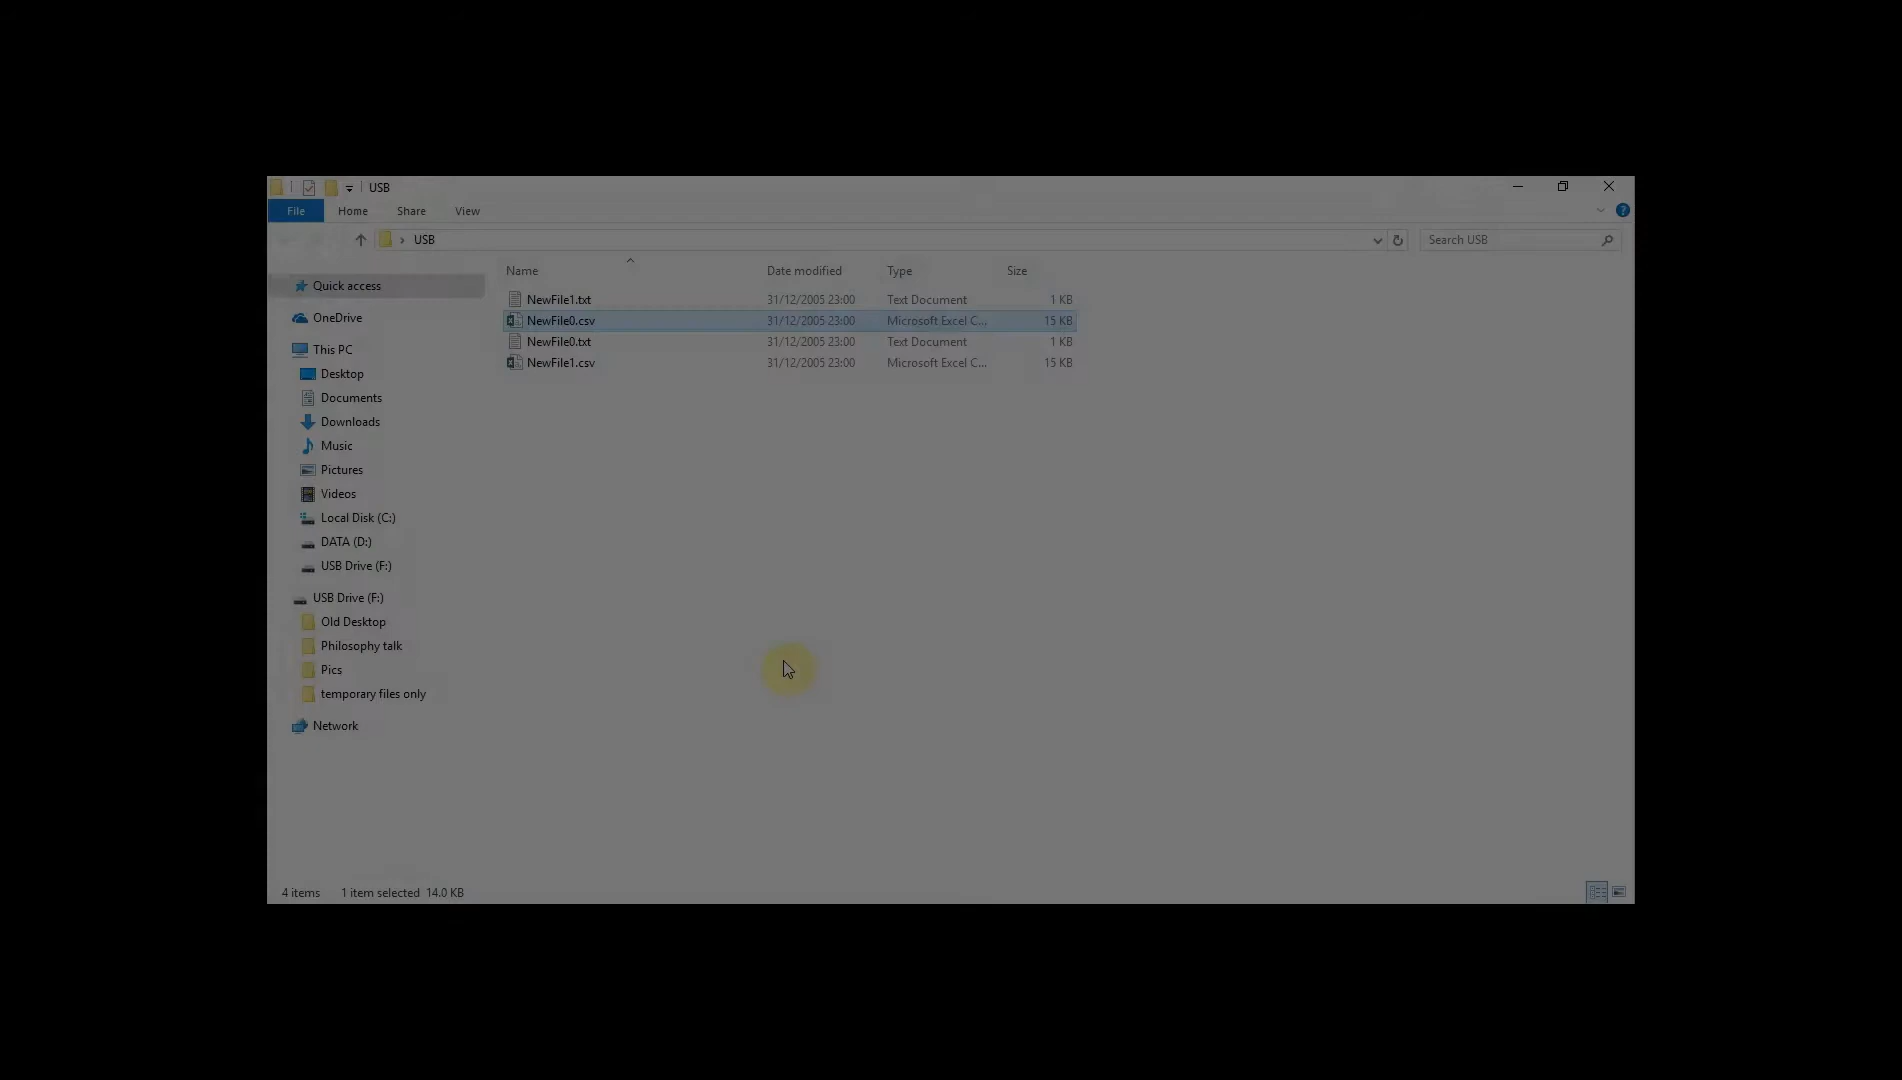 USB
File Home Share View
USB Search USB
Name Date modified Type Size
Quick access
NewFile1.txt 31/12/2005 23:00 Text Document 1 KB
NewFile0.csv 31/12/2005 23:00 Microsoft Excel C... 15 KB
NewFile0.txt 31/12/2005 23:00 Text Document 1 KB
NewFile1.csv 31/12/2005 23:00 Microsoft Excel C... 15 KB
OneDrive
This PC
Desktop
Documents
Downloads
Music
Pictures
Videos
Local Disk (C:)
DATA (D:)
USB Drive (F:)
USB Drive (F:)
Old Desktop
Philosophy talk
Pics
temporary files only
Network
4 items 1 item selected 14.0 KB